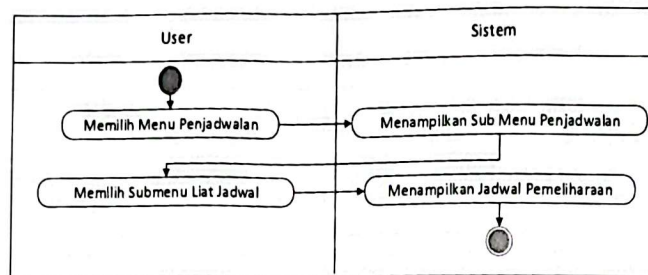 User
Sistem
Memilih Menu Penjadwalan
Menampilkan Sub Menu Penjadwalan
Memilih Submenu Liat Jadwal
Menampilkan Jadwal Pemeliharaan